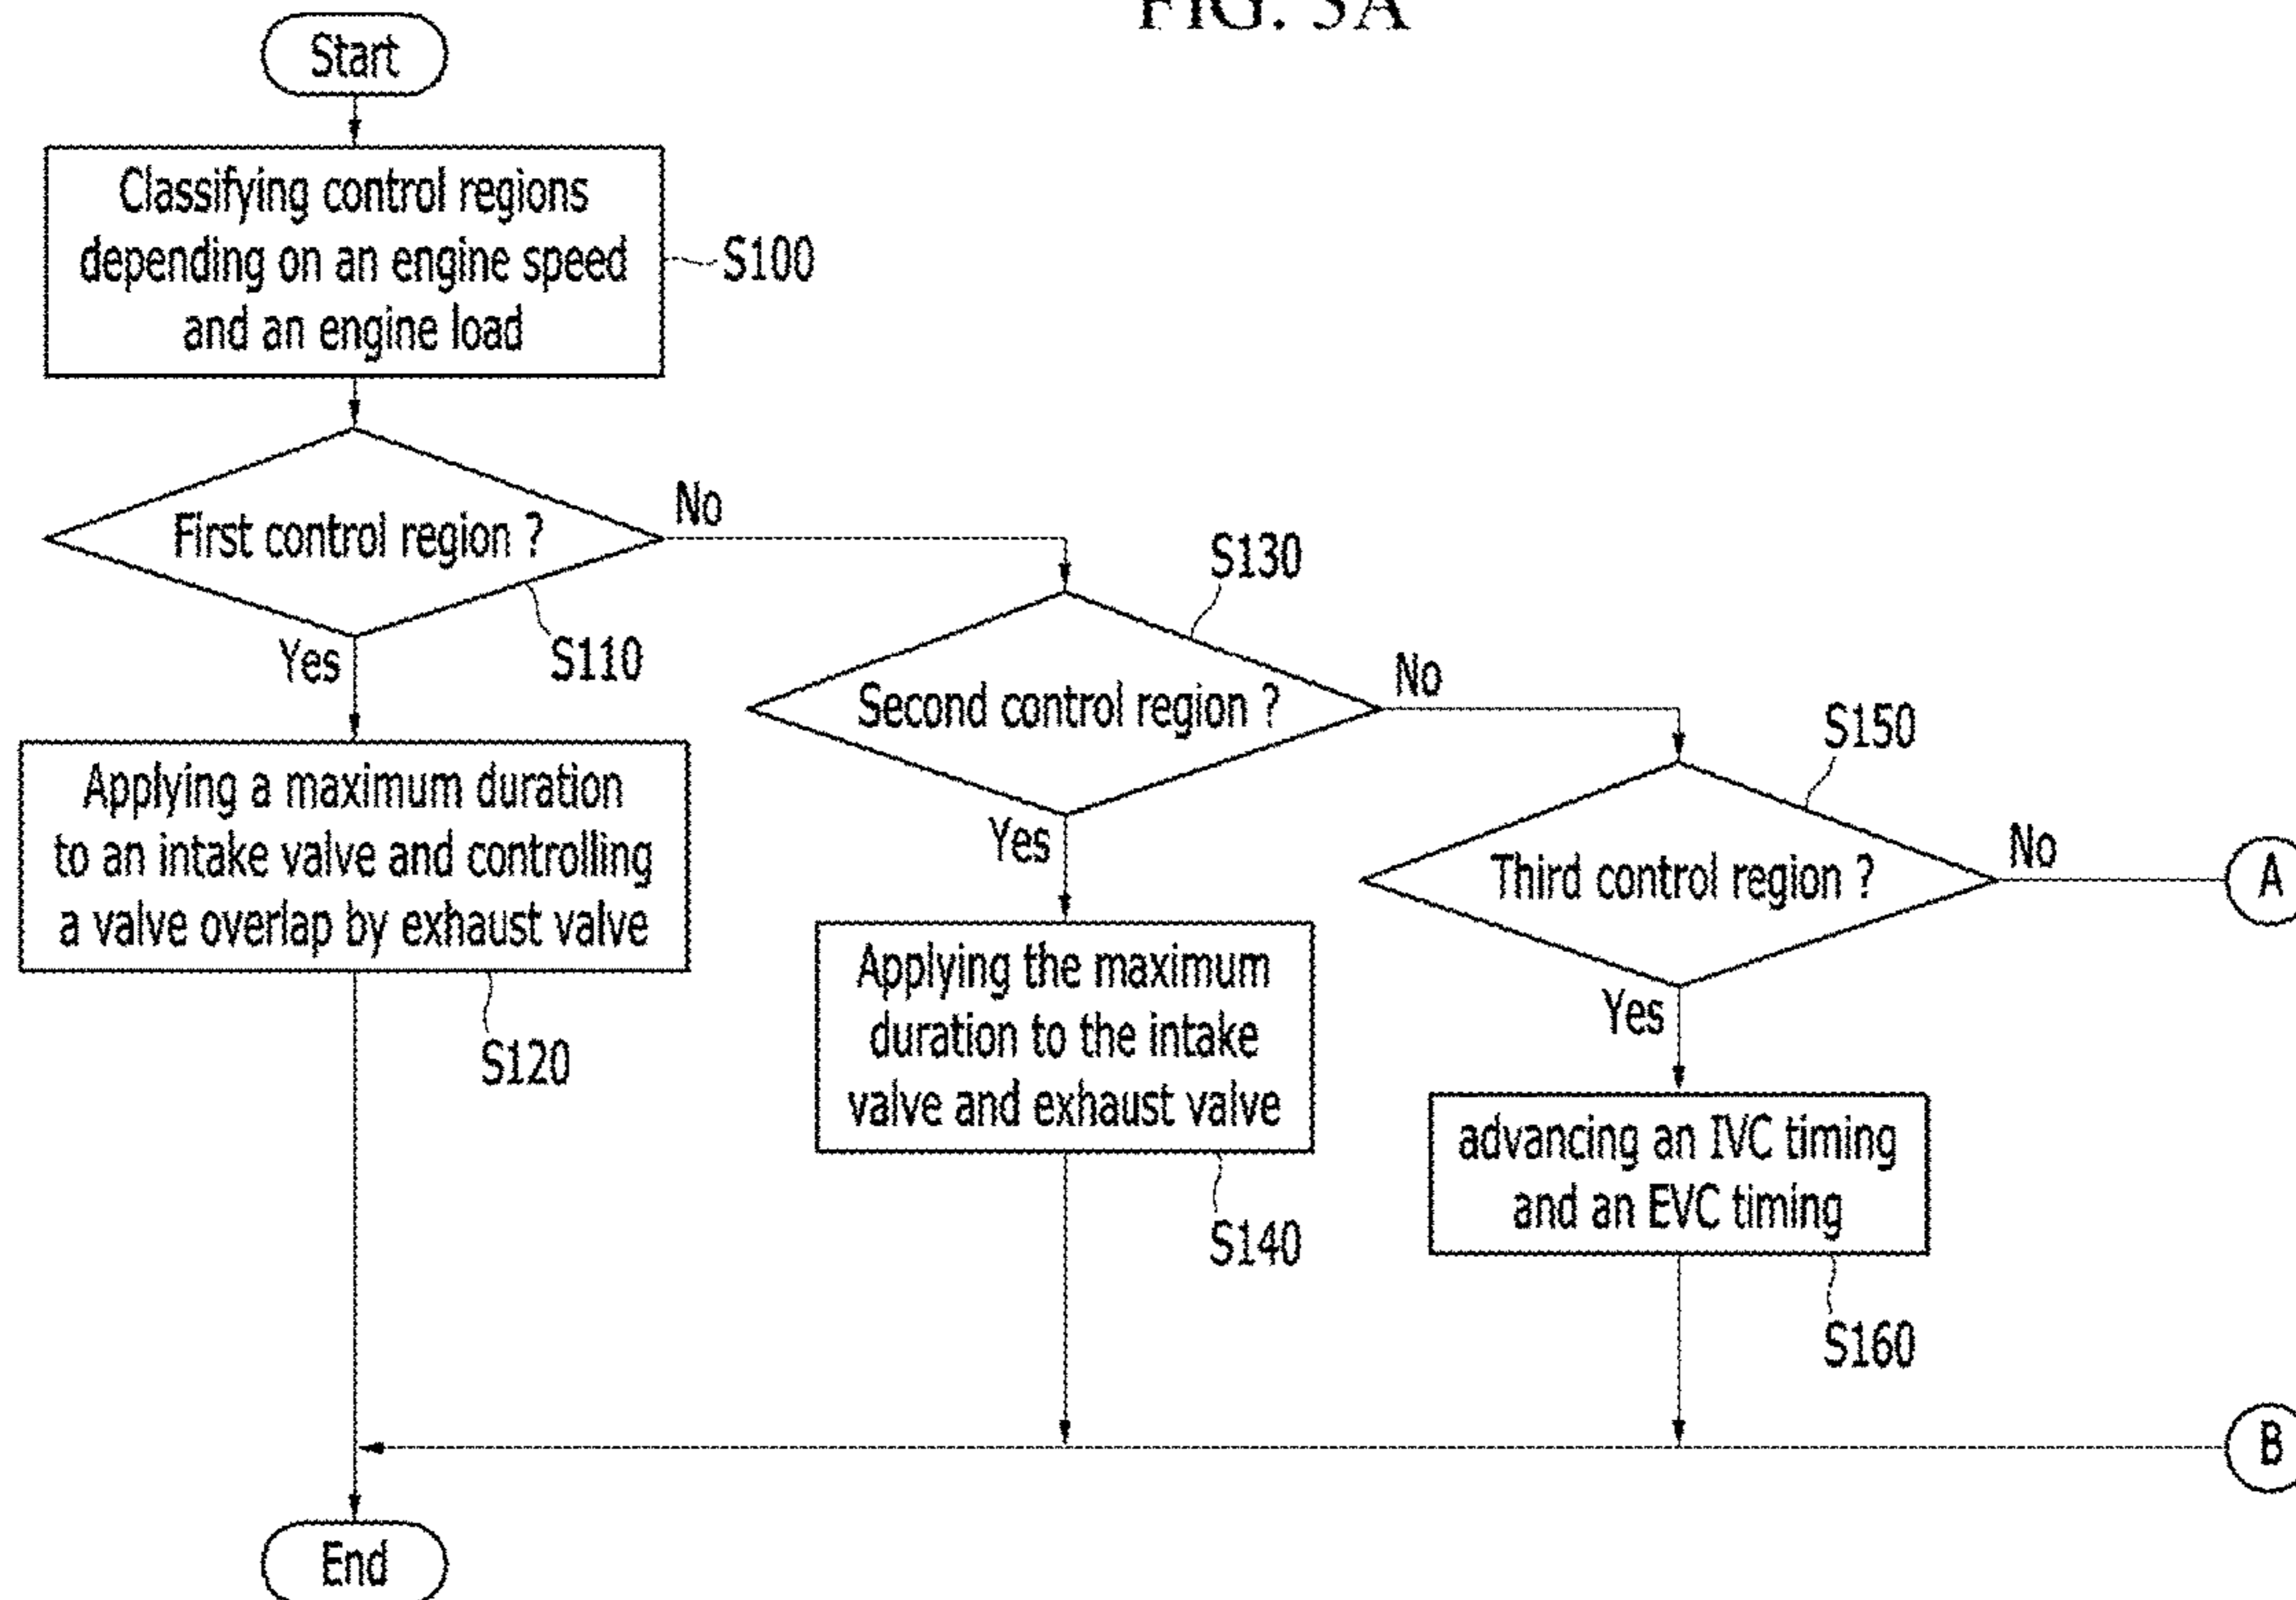 FIG. 3A
Start
Classifying control regions
depending on an engine speed
and an engine load
S100
First control region ?
No
S110
Yes
Applying a maximum duration
to an intake valve and controlling
a valve overlap by exhaust valve
S120
S130
Second control region ?
No
Yes
Applying the maximum
duration to the intake
valve and exhaust valve
S140
S150
Third control region ?
No
A
Yes
advancing an IVC timing
and an EVC timing
S160
B
End